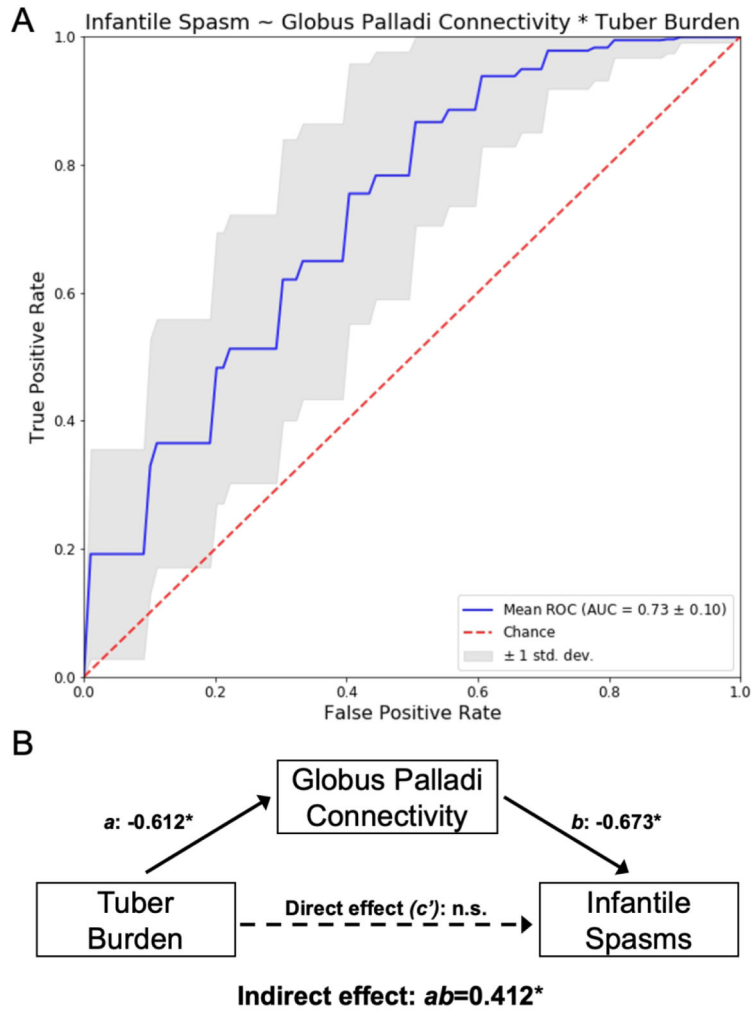 A
Infantile Spasm ~ Globus Palladi Connectivity * Tuber Burden
1.0
0.8
0.6
0.4
0.2
0.0
True Positive Rate
Mean ROC (AUC = 0.73 ± 0.10)
Chance
± 1 std. dev.
0.0 0.2 0.4 0.6 0.8 1.0
False Positive Rate
B
Globus Palladi
Connectivity
a: -0.612*
b: -0.673*
Tuber
Burden
Direct effect (c'): n.s.
Infantile
Spasms
Indirect effect: ab=0.412*